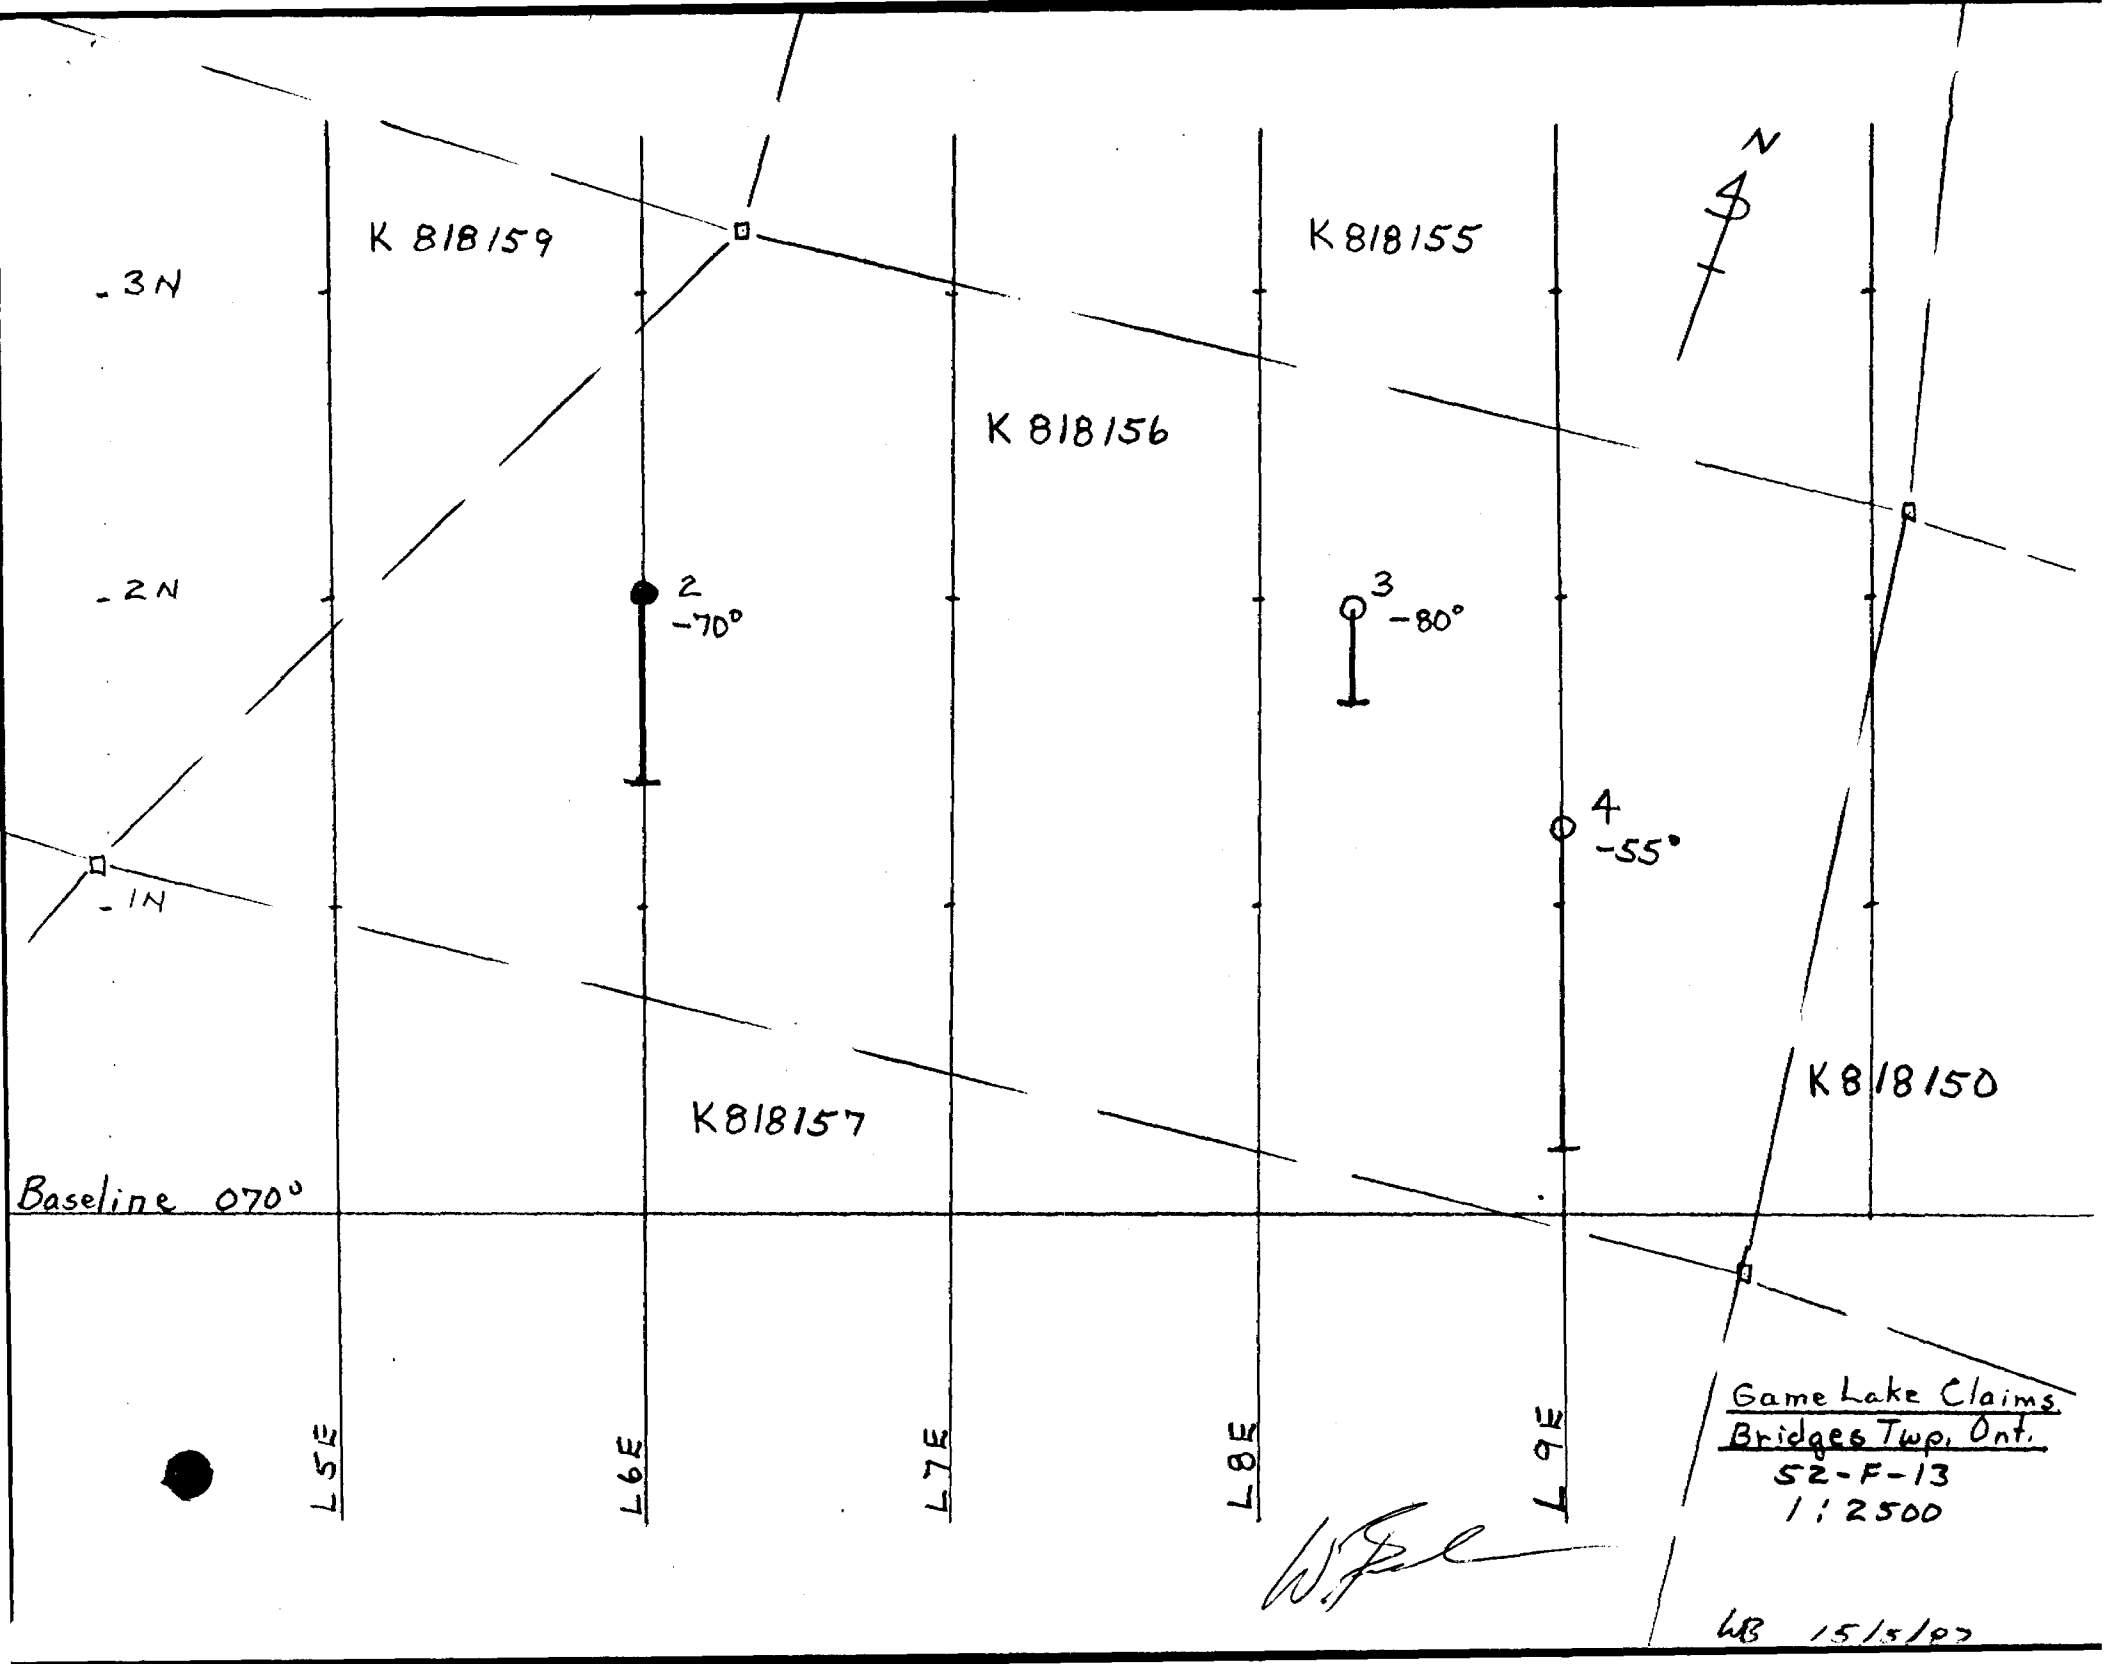 N
K 818159
K 818155
3N
K 818156
2N
2
-70°
3
-80°
4
-55°
1N
K818150
K818157
Baseline 070°
L5E
L6E
L7E
L8E
L9E
Game Lake Claims
Bridges Twp, Ont.
52-F-13
1:2500
WB 15/5/87